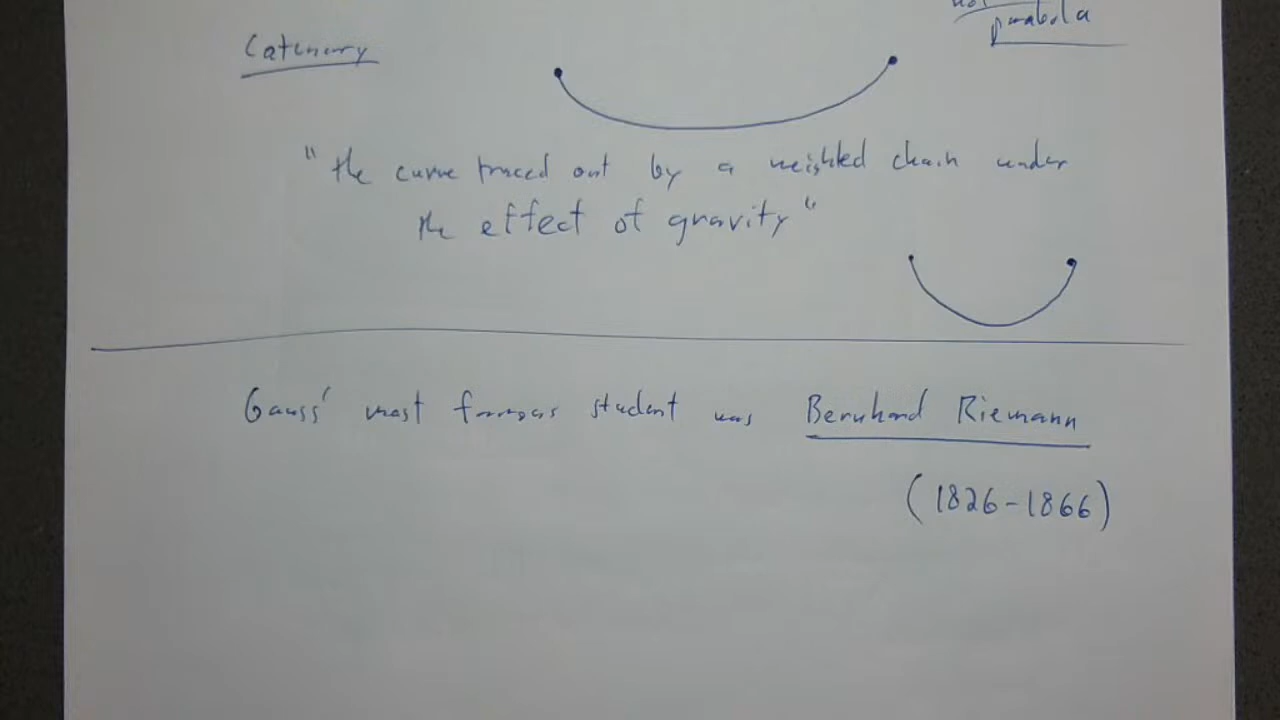 not
parabola
Catenary
"the curve traced out by a weighted chain under
the effect of gravity"
Gauss' most famous student was Bernhard Riemann
(1826-1866)